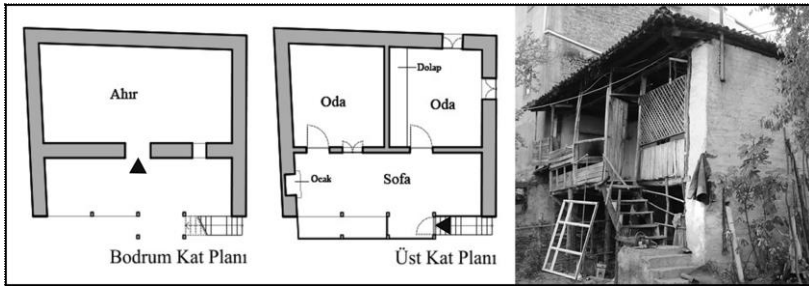 Ahır
Bodrum Kat Planı
Dolap
Oda
Oda
Ocak
Sofa
Üst Kat Planı